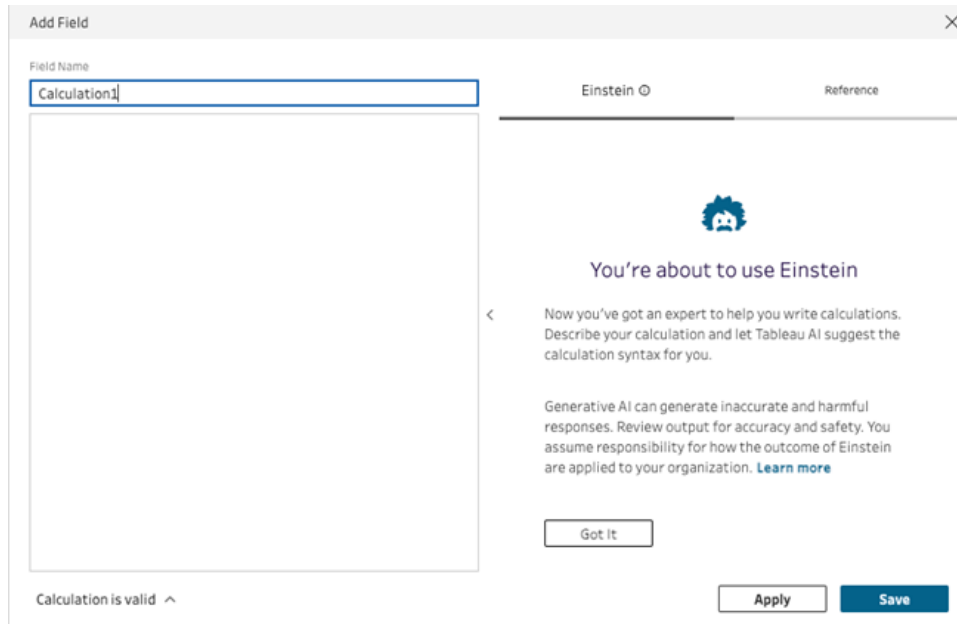 Add Field
Field Name
Calculation1
Einstein
Reference
You're about to use Einstein
Now you've got an expert to help you write calculations.
Describe your calculation and let Tableau AI suggest the
calculation syntax for you.
Generative AI can generate inaccurate and harmful
responses. Review output for accuracy and safety. You
assume responsibility for how the outcome of Einstein
are applied to your organization. Learn more
Got It
Calculation is valid
Apply
Save